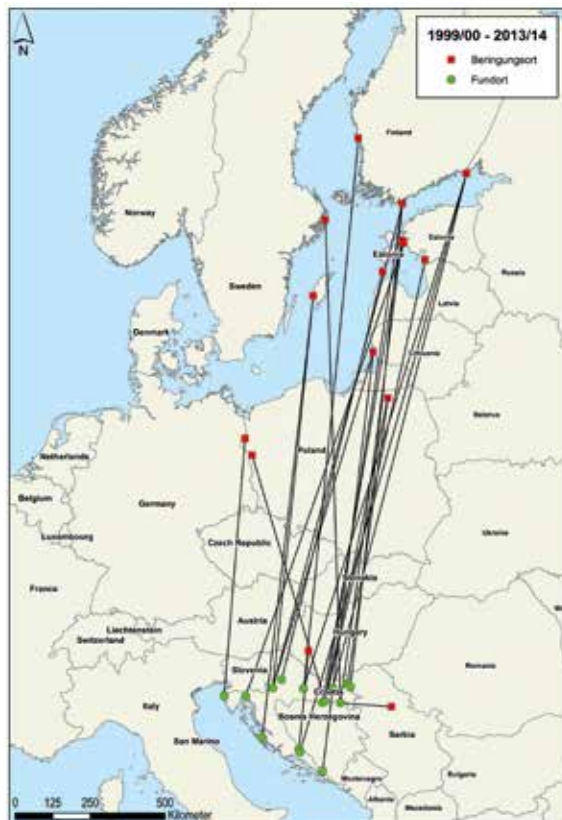 N
1999/00 - 2013/14
Beringungsort
Fundort
Finland
Norway
Estonia
Estonia
Sweden
Russia
Latvia
Denmark
Lithuania
Belarus
Netherlands
Poland
Belgium
Germany
Luxembourg
Czech Republic
Ukraine
Slovakia
France
Austria
Liechtenstein
Switzerland
Hungary
Slovenia
Romania
Croatia
Italy
Bosnia Herzegovina
Serbia
San Marino
Montenegro
Bulgaria
Albania
Macedonia
0 125 250 500
Kilometer